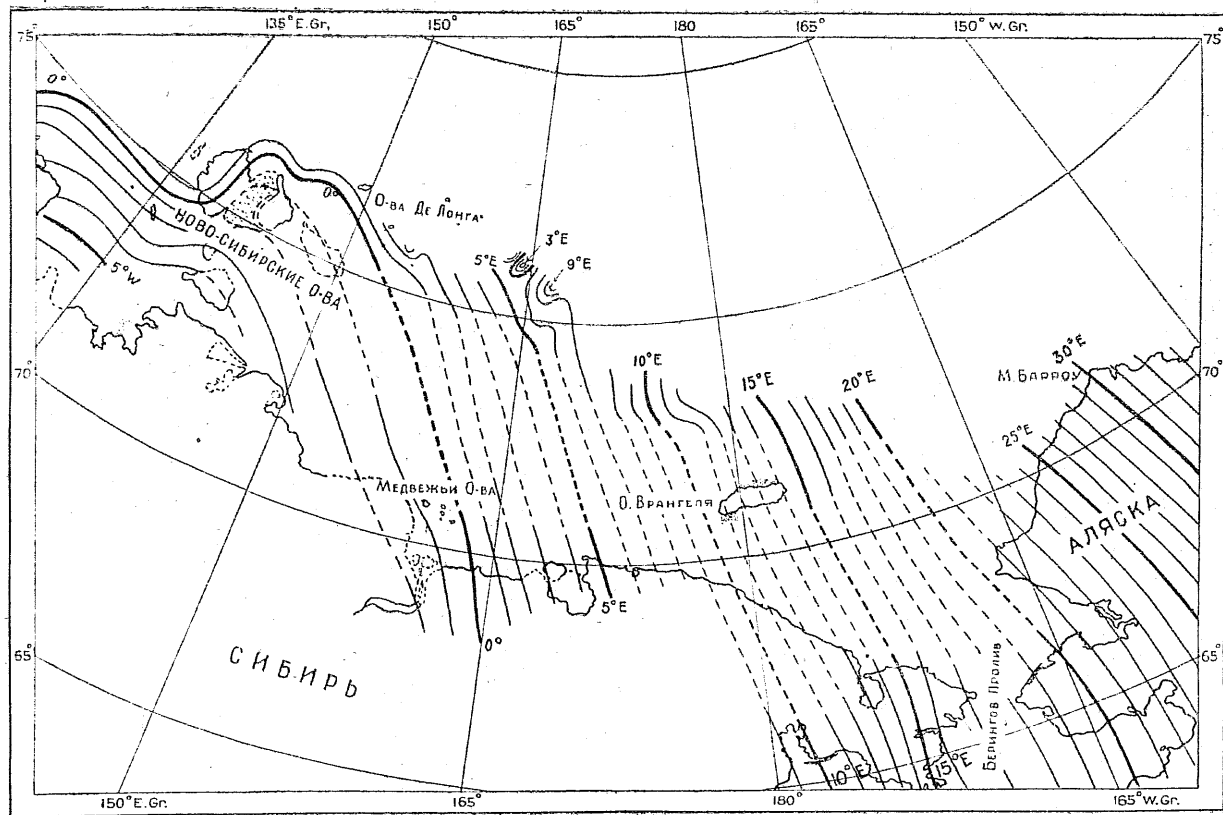 135° E.Gr.
150°
165°
180
165°
150° W.Gr.
75°
75°
0°
0°
О-ва Де Лонга
НОВО-СИБИРСКИЕ О-ВА
3°E
5°E
9°E
5°W
70°
10°E
15°E
20°E
30°E
М. Барроу
70°
25°E
Медвежьи О-ва
О. Врангеля
АЛЯСКА
5°E
0°
65°
СИБИРЬ
Берингов Пролив
65°
10°E
15°E
150° E.Gr.
165°
180°
165° W.Gr.